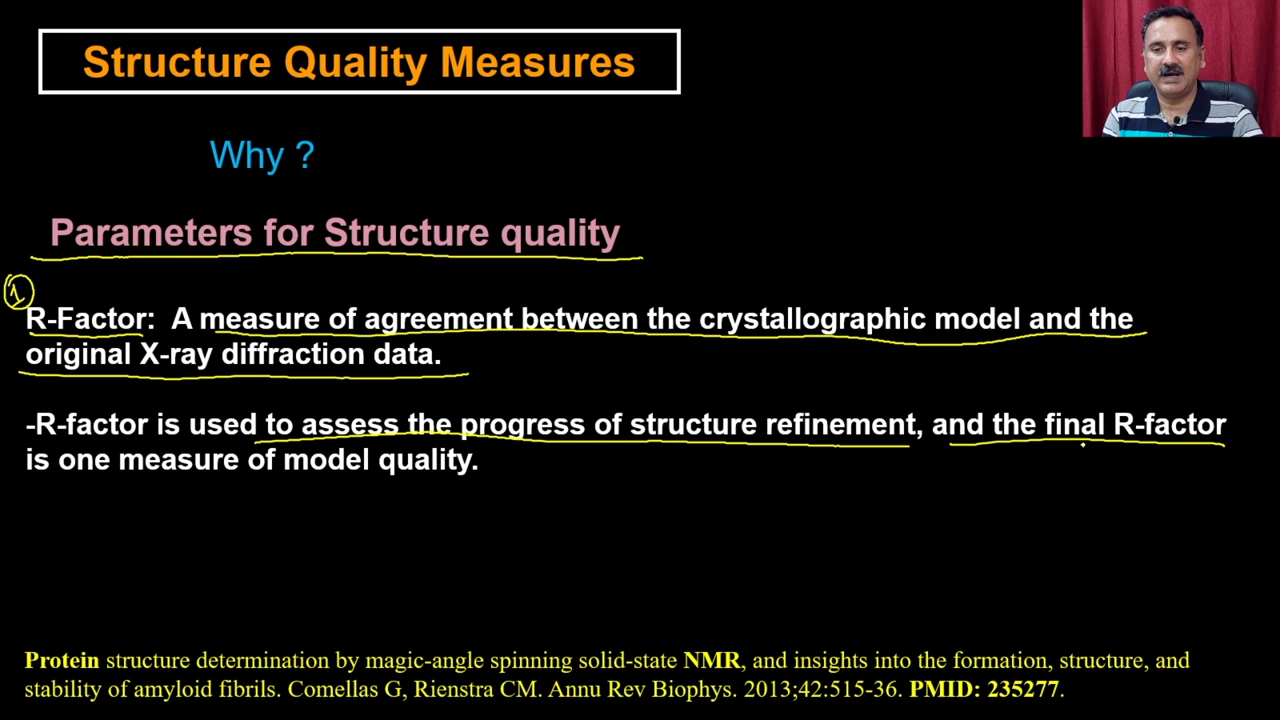 Structure Quality Measures
Why ?
Parameters for Structure quality
1
R-Factor: A measure of agreement between the crystallographic model and the
original X-ray diffraction data.
-R-factor is used to assess the progress of structure refinement, and the final R-factor
is one measure of model quality.
Protein structure determination by magic-angle spinning solid-state NMR, and insights into the formation, structure, and
stability of amyloid fibrils. Comellas G, Rienstra CM. Annu Rev Biophys. 2013;42:515-36. PMID: 235277.